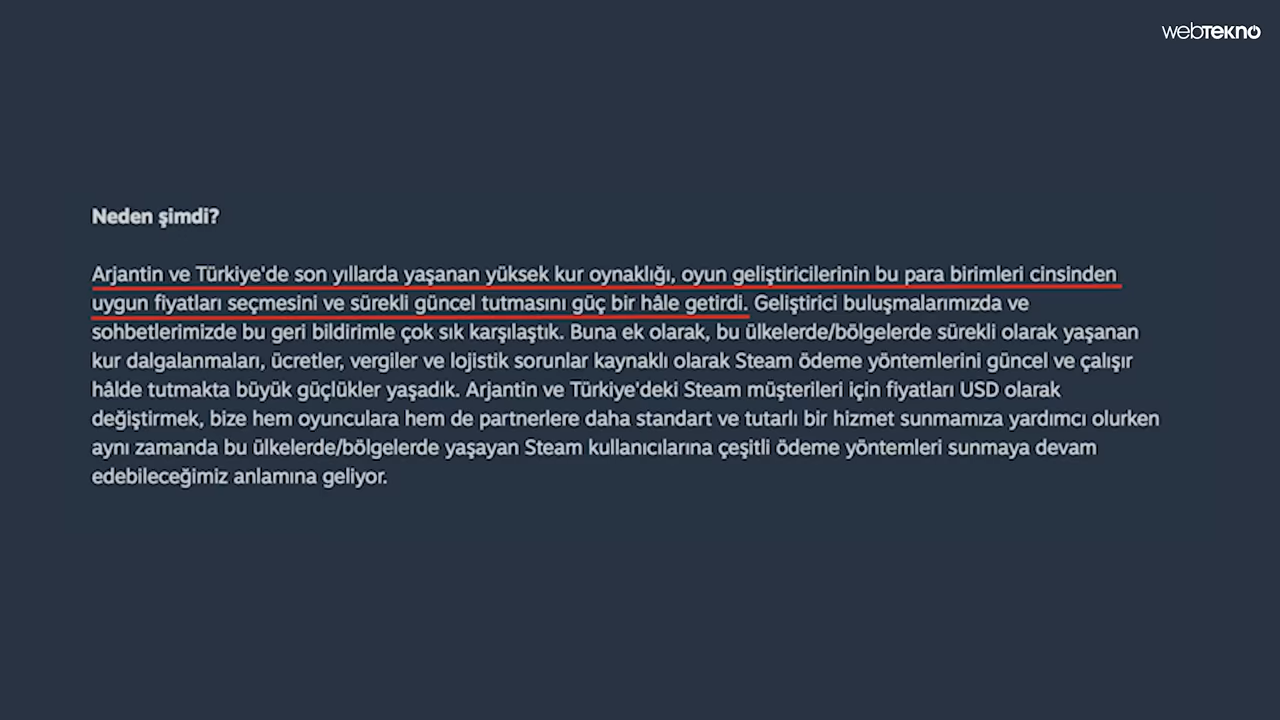 webTEKNO
Neden şimdi?
Arjantin ve Türkiye'de son yıllarda yaşanan yüksek kur oynaklığı, oyun geliştiricilerinin bu para birimleri cinsinden
uygun fiyatları seçmesini ve sürekli güncel tutmasını güç bir hâle getirdi. Geliştirici buluşmalarımızda ve
sohbetlerimizde bu geri bildirimle çok sık karşılaştık. Buna ek olarak, bu ülkelerde/bölgelerde sürekli olarak yaşanan
kur dalgalanmaları, ücretler, vergiler ve lojistik sorunlar kaynaklı olarak Steam ödeme yöntemlerini güncel ve çalışır
hâlde tutmakta büyük güçlükler yaşadık. Arjantin ve Türkiye'deki Steam müşterileri için fiyatları USD olarak
değiştirmek, bize hem oyunculara hem de partnerlere daha standart ve tutarlı bir hizmet sunmamıza yardımcı olurken
aynı zamanda bu ülkelerde/bölgelerde yaşayan Steam kullanıcılarına çeşitli ödeme yöntemleri sunmaya devam
edebileceğimiz anlamına geliyor.